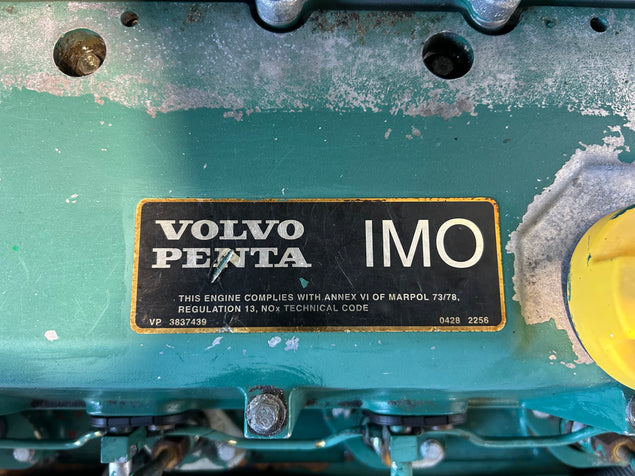 VOLVO
PENTA
IMO
THIS ENGINE COMPLIES WITH ANNEX VI OF MARPOL 73/78,
REGULATION 13, NOx TECHNICAL CODE
VP 3837439
0428 2256